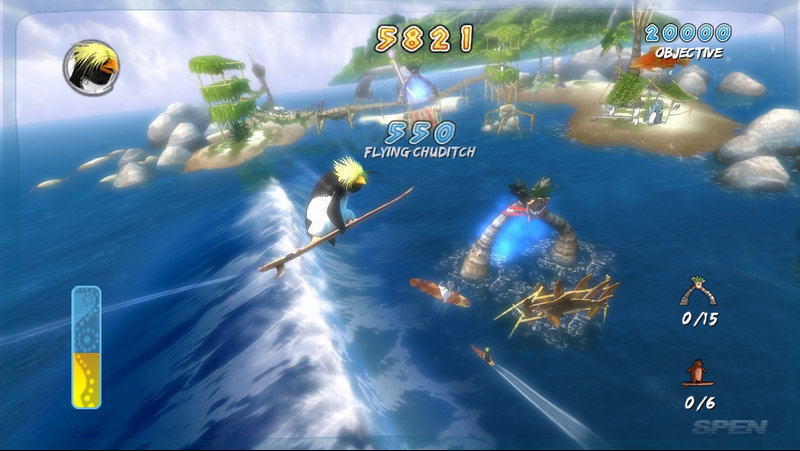 5821
20000
OBJECTIVE
550
FLYING CHUDITCH
0/15
0/6
SPEN